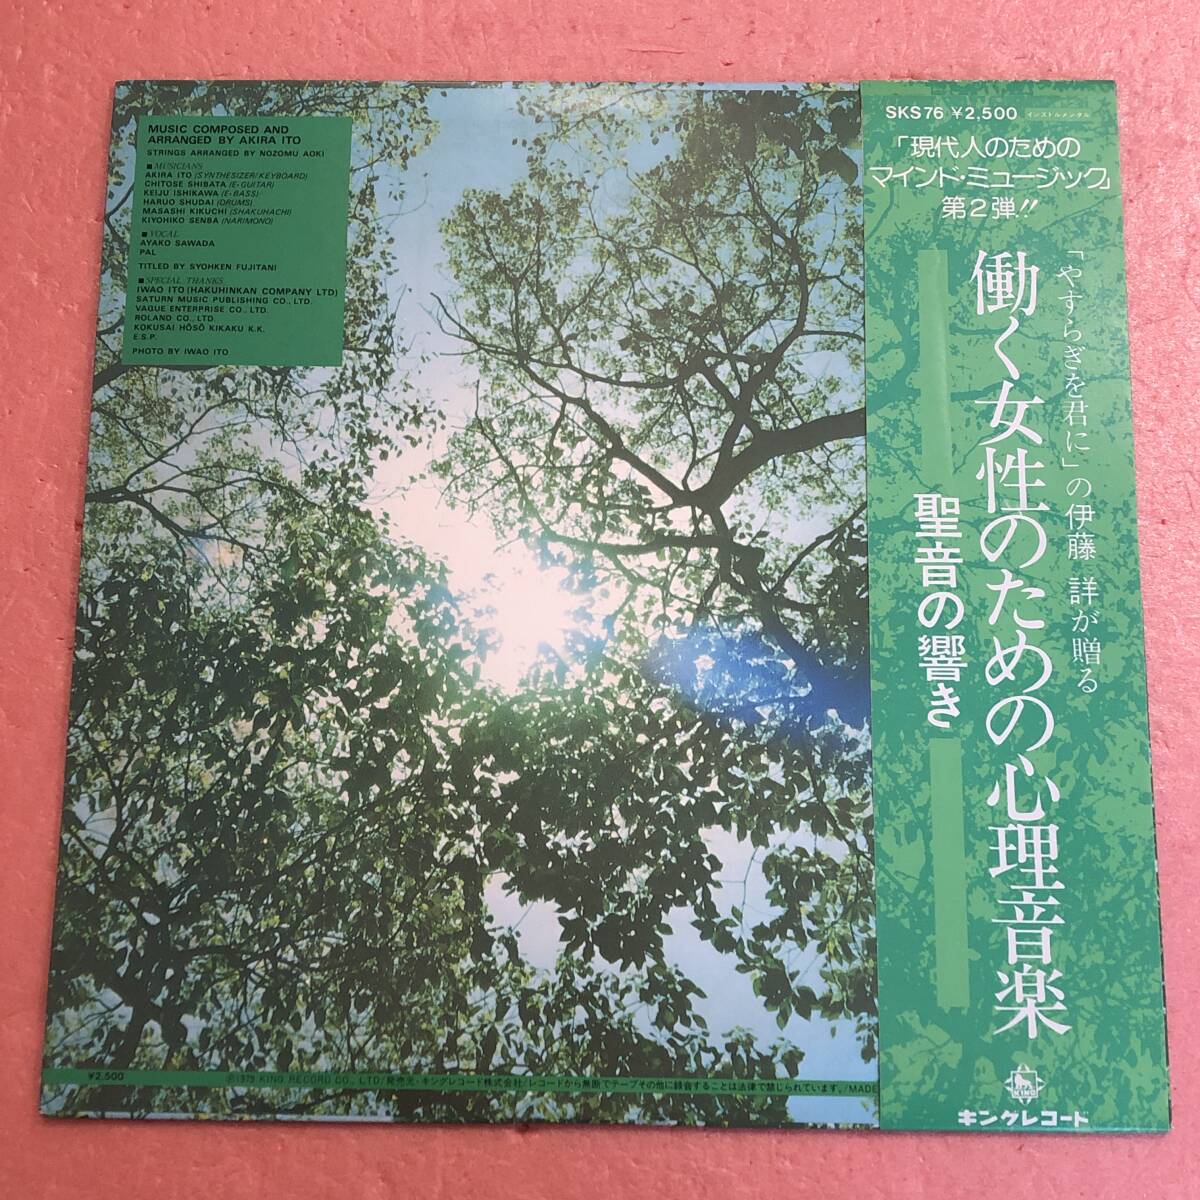 MUSIC COMPOSED AND
ARRANGED BY AKIRA ITO
STRINGS ARRANGED BY NOZOMU AOKI
■MUSICIANS
AKIRA ITO (SYNTHESIZER/KEYBOARD)
CHITOSE SHIBATA (E-GUITAR)
KEIJU ISHIKAWA (E-BASS)
HARUO SHUDAI (DRUMS)
MASASHI KIKUCHI (SHAKUHACHI)
KIYOHIKO SENBA (NARIMONO)
■VOCAL
AYAKO SAWADA
PAL
TITLED BY SYOHKEN FUJITANI
■SPECIAL THANKS
IWAO ITO (HAKUHINKAN COMPANY LTD)
SATURN MUSIC PUBLISHING CO., LTD.
VAGUE ENTERPRISE CO., LTD.
ROLAND CO., LTD.
KOKUSAI HŌSŌ KIKAKU K.K.
E.S.P.
PHOTO BY IWAO ITO
SKS76 ¥2,500 インストルメンタル
「現代人のための
マインド・ミュージック」
第2弾!!
「やすらぎを君に」の伊藤 詳が贈る
働く女性のための心理音楽
聖音の響き
KING
キングレコード
¥2,500
Ⓟ1979 KING RECORD CO., LTD/発売元・キングレコード株式会社/レコードから無断でテープその他に録音することは法律で禁じられています。/MADE